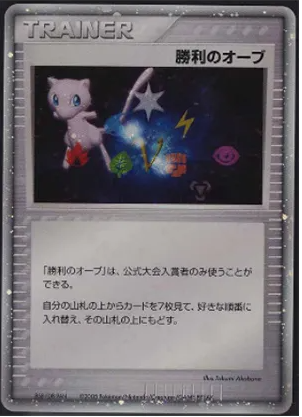 TRAINER
勝利のオーブ
「勝利のオーブ」は、公式大会入賞者のみ使うことが
できる。
自分の山札の上からカードを7枚見て、好きな順番に
入れ替え、その山札の上にもどす。